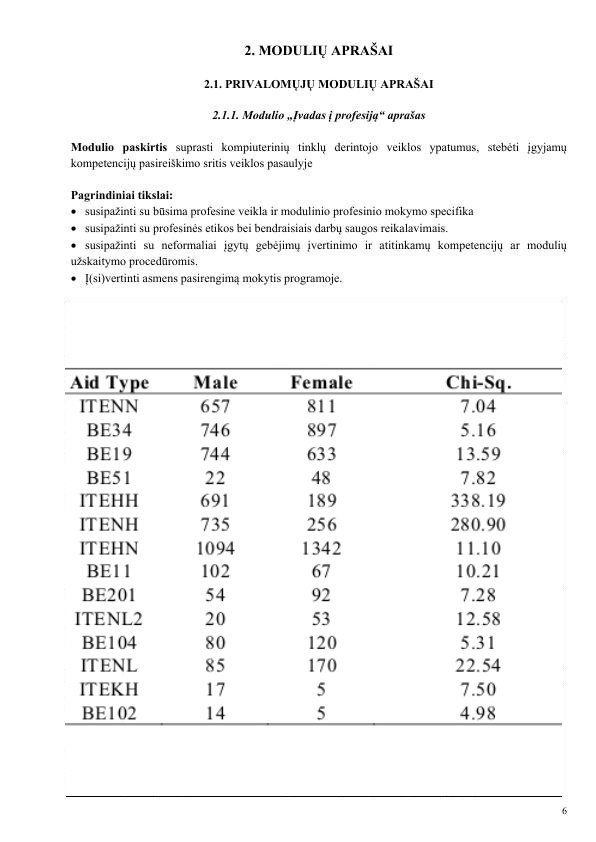 2. MODULIŲ APRAŠAI
2.1. PRIVALOMŲJŲ MODULIŲ APRAŠAI
2.1.1. Modulio „Įvadas į profesiją“ aprašas
Modulio paskirtis suprasti kompiuterinių tinklų derintojo veiklos ypatumus, stebėti įgyjamų
kompetencijų pasireiškimo sritis veiklos pasaulyje
Pagrindiniai tikslai:
• susipažinti su būsima profesine veikla ir modulinio profesinio mokymo specifika
• susipažinti su profesinės etikos bei bendraisiais darbų saugos reikalavimais.
• susipažinti su neformaliai įgytų gebėjimų įvertinimo ir atitinkamų kompetencijų ar modulių
užskaitymo procedūromis.
• Į(si)vertinti asmens pasirengimą mokytis programoje.
Aid Type Male Female Chi-Sq.
ITENN 657 811 7.04
BE34 746 897 5.16
BE19 744 633 13.59
BE51 22 48 7.82
ITEHH 691 189 338.19
ITENH 735 256 280.90
ITEHN 1094 1342 11.10
BE11 102 67 10.21
BE201 54 92 7.28
ITENL2 20 53 12.58
BE104 80 120 5.31
ITENL 85 170 22.54
ITEKH 17 5 7.50
BE102 14 5 4.98
6